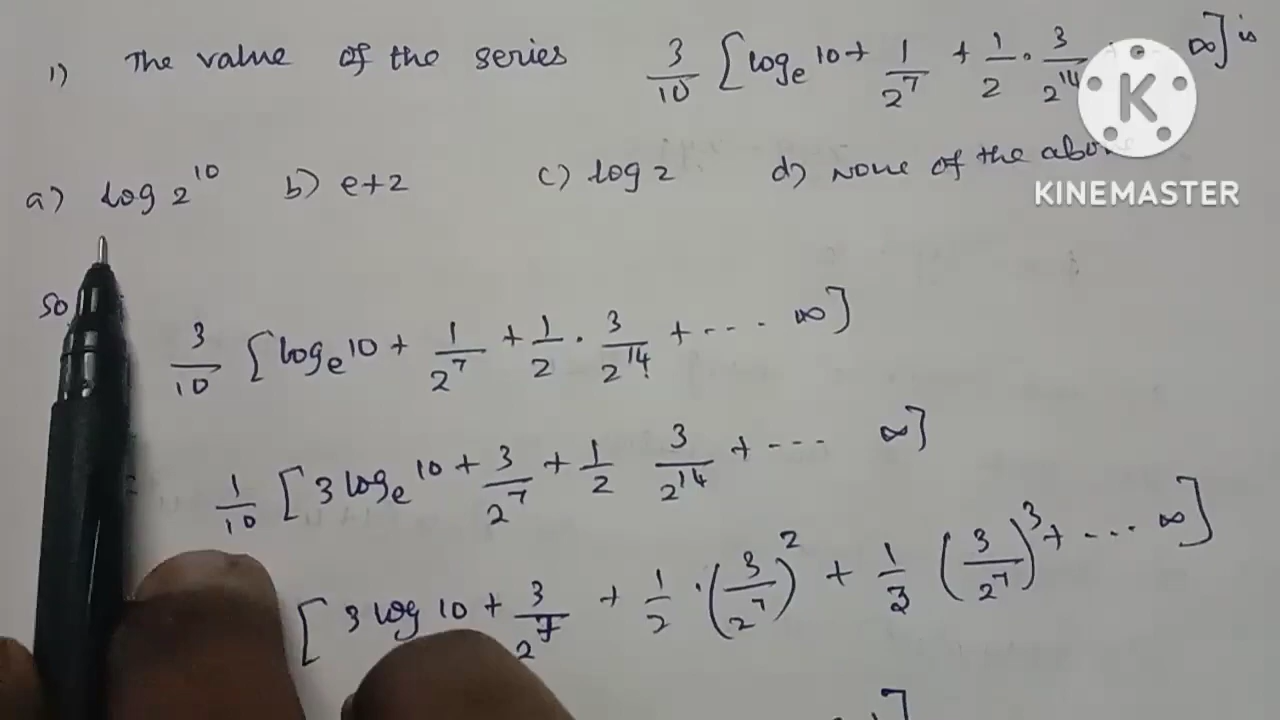 1) The value of the series 3/10 [log_e 10 + 1/2^7 + 1/2 . 3/2^14 ∞] is
a) log 2^10 b) e+2 c) log 2 d) None of the above
KINEMASTER
so
3/10 [log_e 10 + 1/2^7 + 1/2 . 3/2^14 + --- ∞]
= 1/10 [3 log_e 10 + 3/2^7 + 1/2 3/2^14 + --- ∞]
[3 log 10 + 3/2^7 + 1/2 . (3/2^7)^2 + 1/3 (3/2^7)^3 + --- ∞]